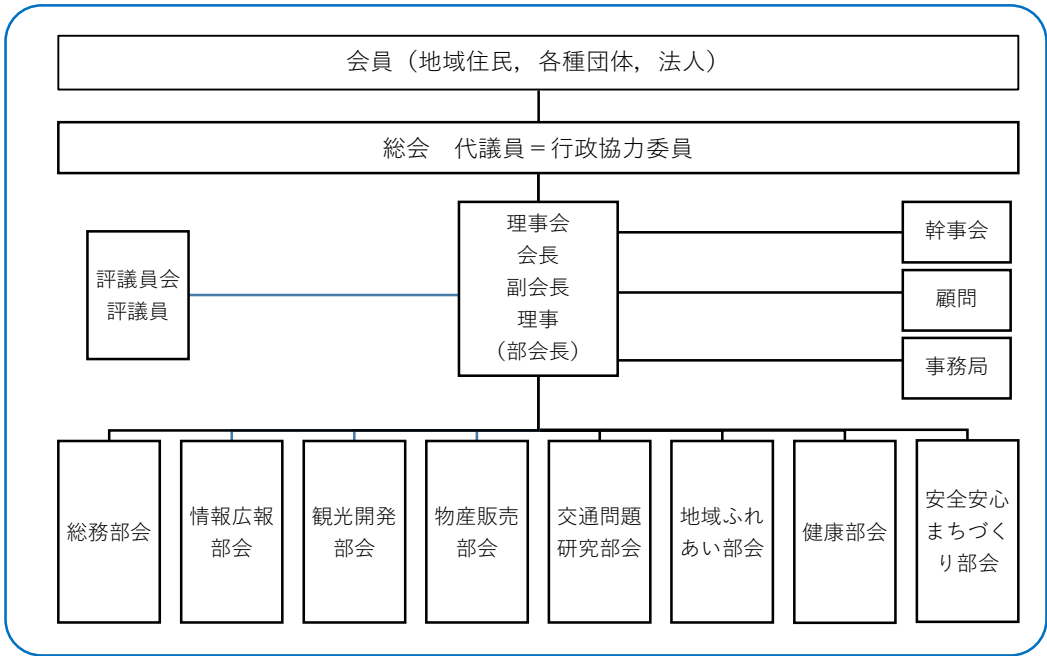 会員（地域住民，各種団体，法人）
総会　代議員＝行政協力委員
理事会
会長
副会長
理事
（部会長）
評議員会
評議員
幹事会
顧問
事務局
総務部会
情報広報
部会
観光開発
部会
物産販売
部会
交通問題
研究部会
地域ふれ
あい部会
健康部会
安全安心
まちづく
り部会